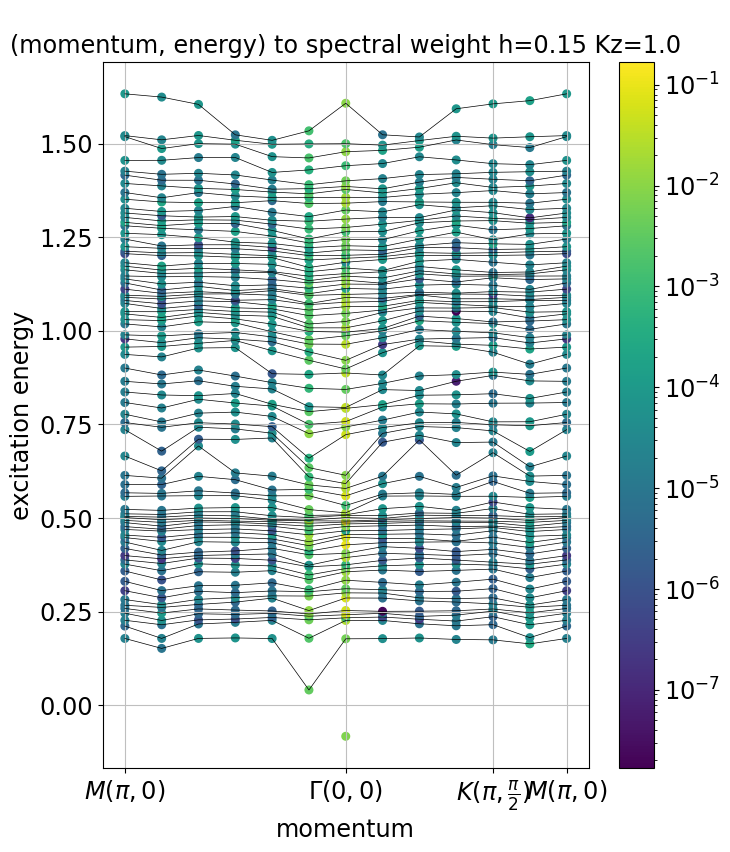 (momentum, energy) to spectral weight h=0.15 Kz=1.0
excitation energy
1.50
1.25
1.00
0.75
0.50
0.25
0.00
M(π, 0)
Γ(0, 0)
K(π, π/2)
M(π, 0)
momentum
10⁻¹
10⁻²
10⁻³
10⁻⁴
10⁻⁵
10⁻⁶
10⁻⁷